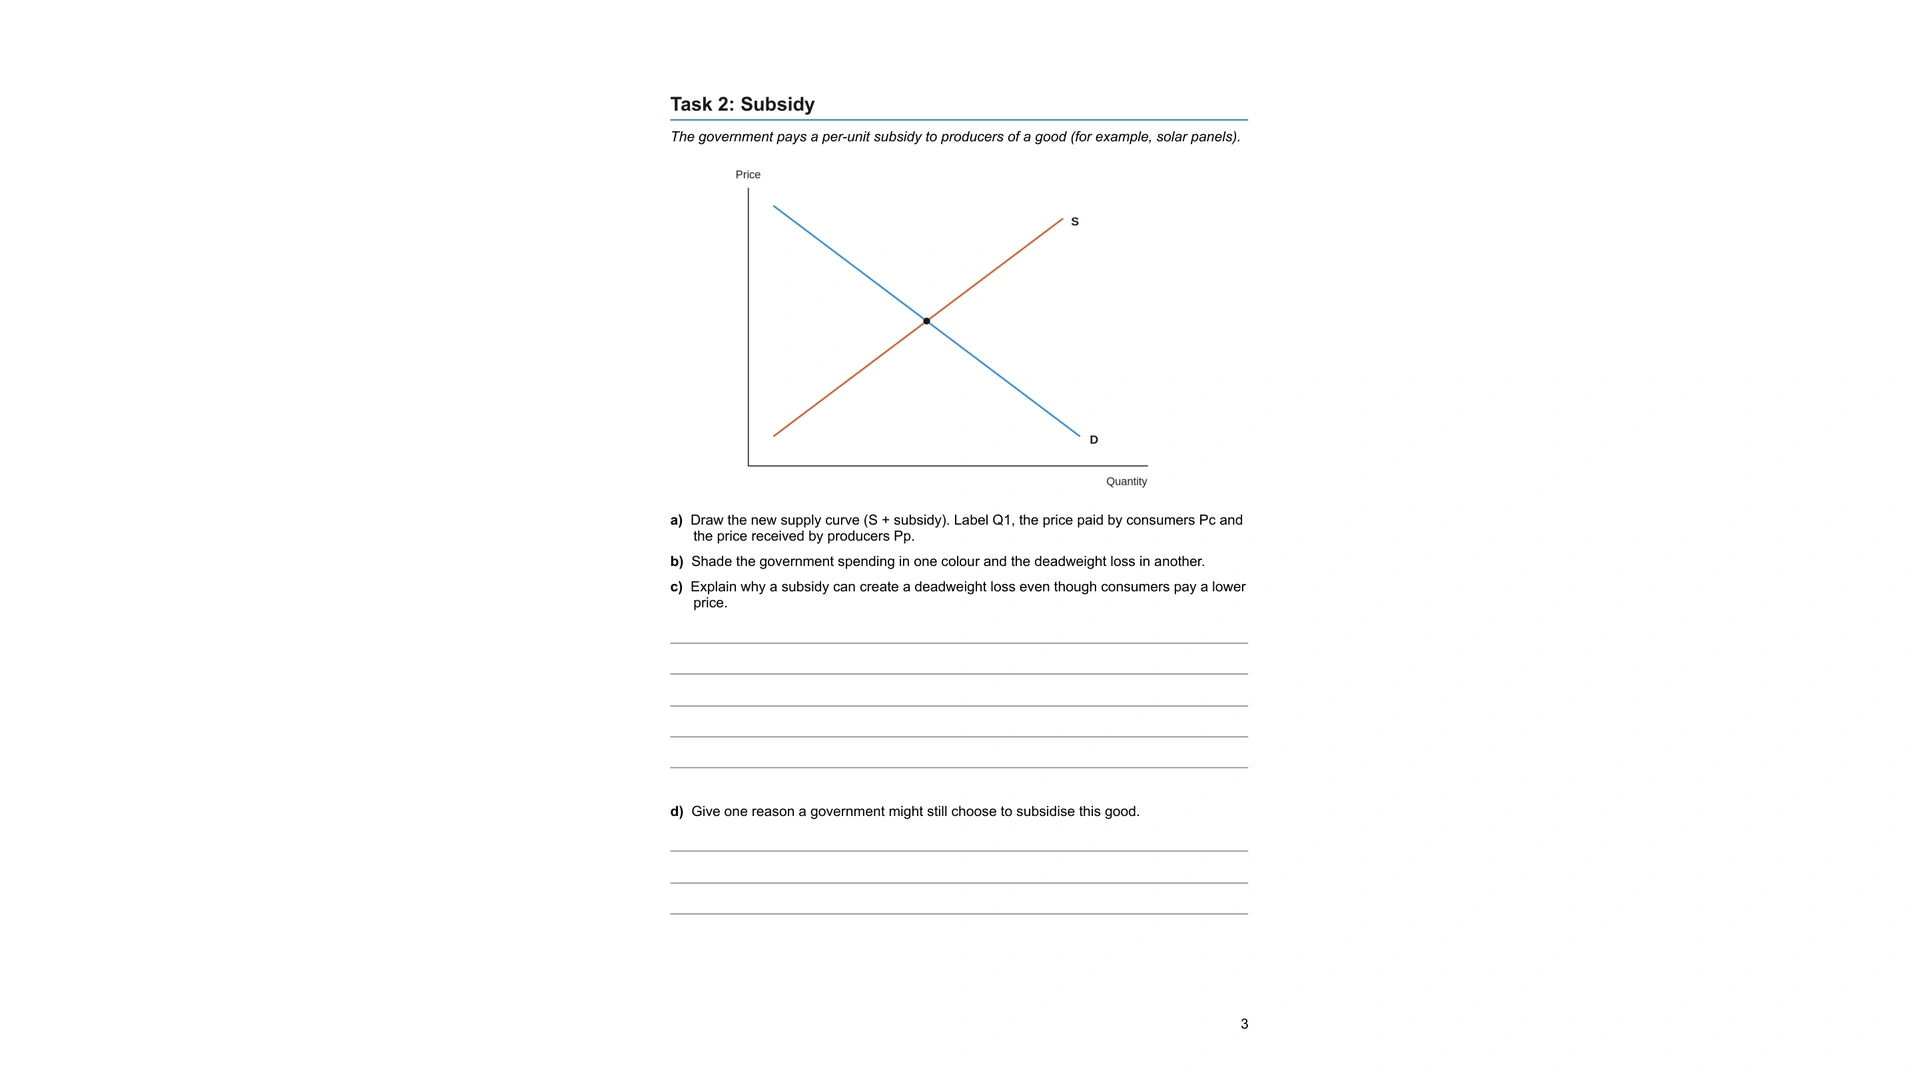 Task 2: Subsidy
The government pays a per-unit subsidy to producers of a good (for example, solar panels).
Price
S
D
Quantity
a) Draw the new supply curve (S + subsidy). Label Q1, the price paid by consumers Pc and
the price received by producers Pp.
b) Shade the government spending in one colour and the deadweight loss in another.
c) Explain why a subsidy can create a deadweight loss even though consumers pay a lower
price.
d) Give one reason a government might still choose to subsidise this good.
3